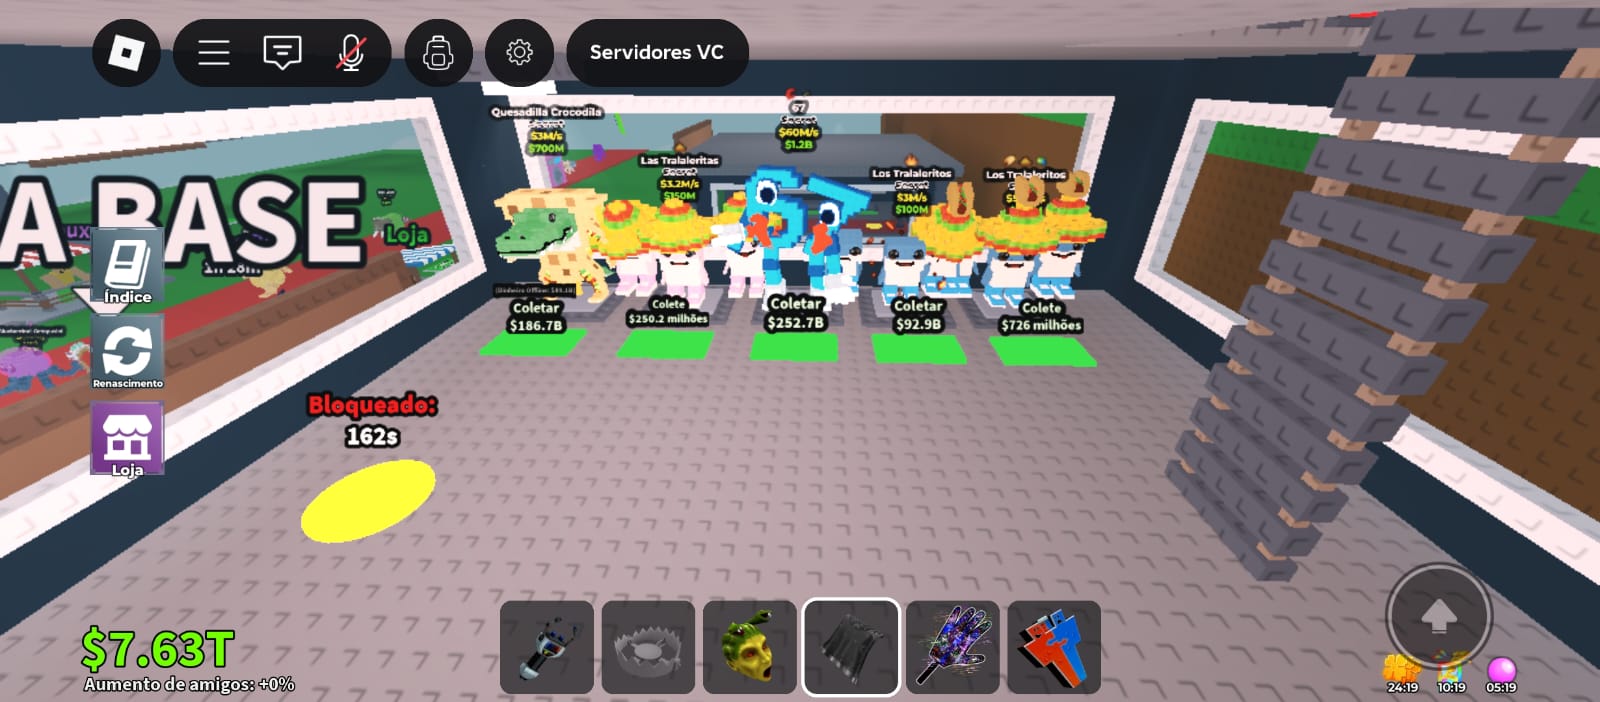 Servidores VC
Quesadilla Crocodila
Secret
$3M/s
$700M
67
Secret
$60M/s
$1.2B
Las Tralaleritas
Secret
$3.2M/s
$150M
Los Tralaleritos
Secret
$3M/s
$100M
Los Tralaleritos
A BASE
Loja
Índice
Renascimento
Loja
Coletar
$186.7B
Colete
$250.2 milhões
Coletar
$252.7B
Coletar
$92.9B
Colete
$726 milhões
Bloqueado:
162s
$7.63T
Aumento de amigos: +0%
24:19
10:19
05:19